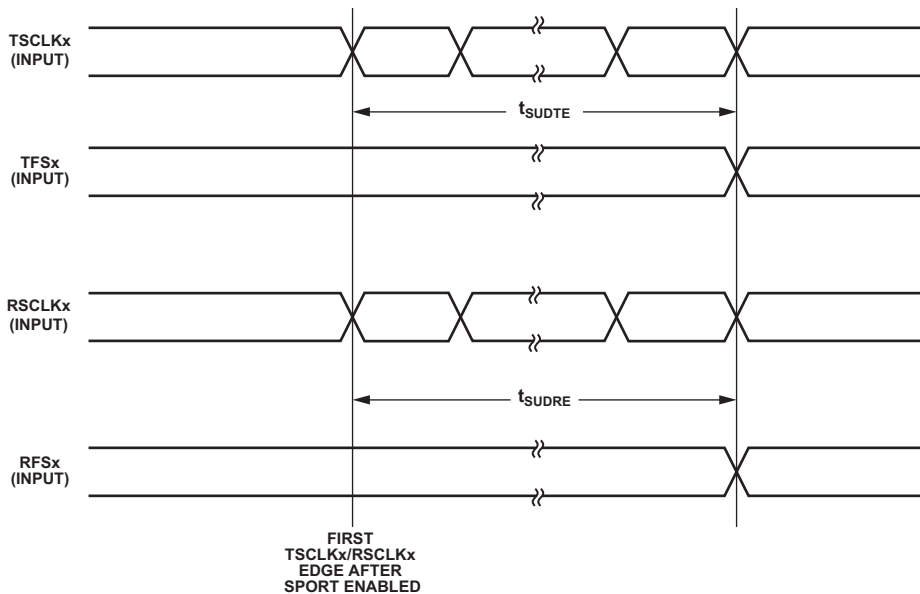 TSCLKx
(INPUT)
tSUDTE
TFSx
(INPUT)
RSCLKx
(INPUT)
tSUDRE
RFSx
(INPUT)
FIRST
TSCLKx/RSCLKx
EDGE AFTER
SPORT ENABLED